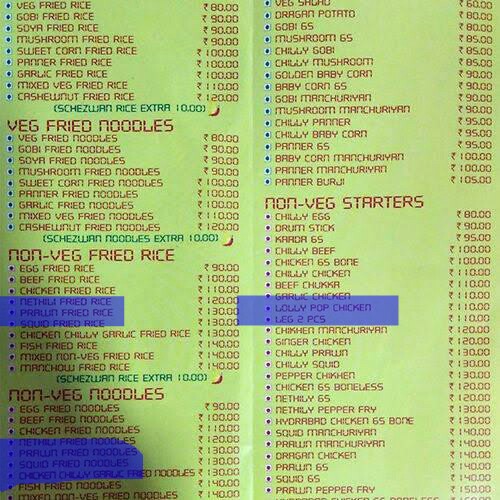 VEG FRIED RICE ₹ 80.00
GOBI FRIED RICE ₹ 90.00
SOYA FRIED RICE ₹ 90.00
MUSHROOM FRIED RICE ₹ 90.00
SWEET CORN FRIED RICE ₹ 100.00
PANNER FRIED RICE ₹ 100.00
GARLIC FRIED RICE ₹ 100.00
MIXED VEG FRIED RICE ₹ 110.00
CASHEWNUT FRIED RICE ₹ 120.00
(SCHEZWAN RICE EXTRA 10.00)
VEG FRIED NOODLES
VEG FRIED NOODLES ₹ 80.00
GOBI FRIED NOODLES ₹ 90.00
SOYA FRIED NOODLES ₹ 90.00
MUSHROOM FRIED NOODLES ₹ 90.00
SWEET CORN FRIED NOODLES ₹ 100.00
PANNER FRIED NOODLES ₹ 100.00
GARLIC FRIED NOODLES ₹ 100.00
MIXED VEG FRIED NOODLES ₹ 110.00
CASHEWNUT FRIED NOODLES ₹ 120.00
(SCHEZWAN NOODLES EXTRA 10.00)
NON-VEG FRIED RICE
EGG FRIED RICE ₹ 90.00
BEEF FRIED RICE ₹ 100.00
CHICKEN FRIED RICE ₹ 110.00
NETHILI FRIED RICE ₹ 120.00
PRAWN FRIED RICE ₹ 130.00
SQUID FRIED RICE ₹ 130.00
CHICKEN CHILLY GARLIC FRIED RICE ₹ 130.00
FISH FRIED RICE ₹ 140.00
MIXED NON-VEG FRIED RICE ₹ 140.00
MANCHOW FRIED RICE ₹ 140.00
(SCHEZWAN RICE EXTRA 10.00)
NON-VEG NOODLES
EGG FRIED NOODLES ₹ 90.00
BEEF FRIED NOODLES ₹ 100.00
CHICKEN FRIED NOODLES ₹ 110.00
NETHILI FRIED NOODLES ₹ 120.00
PRAWN FRIED NOODLES ₹ 130.00
SQUID FRIED NOODLES ₹ 130.00
CHICKEN CHILLY GARLIC FRIED NOODLES ₹ 130.00
FISH FRIED NOODLES ₹ 140.00
MIXED NON-VEG FRIED NOODLES ₹ 140.00
VEG SALAD ₹ 60.00
DRAGAN POTATO ₹ 80.00
GOBI 65 ₹ 80.00
MUSHROOM 65 ₹ 85.00
CHILLY GOBI ₹ 85.00
CHILLY MUSHROOM ₹ 85.00
GOLDEN BABY CORN ₹ 90.00
BABY CORN 65 ₹ 90.00
GOBI MANCHURIYAN ₹ 90.00
MUSHROOM MANCHURIYAN ₹ 90.00
CHILLY PANNER ₹ 95.00
CHILLY BABY CORN ₹ 95.00
PANNER 65 ₹ 95.00
BABY CORN MANCHURIYAN ₹ 100.00
PANNER MANCHURIYAN ₹ 100.00
PANNER BURJI ₹ 105.00
NON-VEG STARTERS
CHILLY EGG ₹ 80.00
DRUM STICK ₹ 90.00
KAADA 65 ₹ 95.00
CHILLY BEEF ₹ 100.00
CHICKEN 65 BONE ₹ 100.00
CHILLY CHICKEN ₹ 110.00
BEEF CHUKKA ₹ 110.00
GARLIC CHICKEN ₹ 110.00
LOLLY POP CHICKEN ₹ 110.00
LEG 2 PCS ₹ 110.00
CHIKHEN MANCHURIYAN ₹ 120.00
GINGER CHICKEN ₹ 120.00
CHILLY PRAWN ₹ 130.00
CHILLY SQUID ₹ 130.00
PEPPER CHIKHEN ₹ 130.00
CHICKEN 65 BONELESS ₹ 130.00
NETHILY 65 ₹ 130.00
NETHILY PEPPER FRY ₹ 130.00
HYDRABAD CHICKEN 65 BONE ₹ 130.00
SQUID MANCHURIYAN ₹ 140.00
PRAWN MANCHURIYAN ₹ 140.00
DRAGAN CHICKEN ₹ 140.00
PRAWN 65 ₹ 140.00
PRAWN PEPPER FRY ₹ 150.00